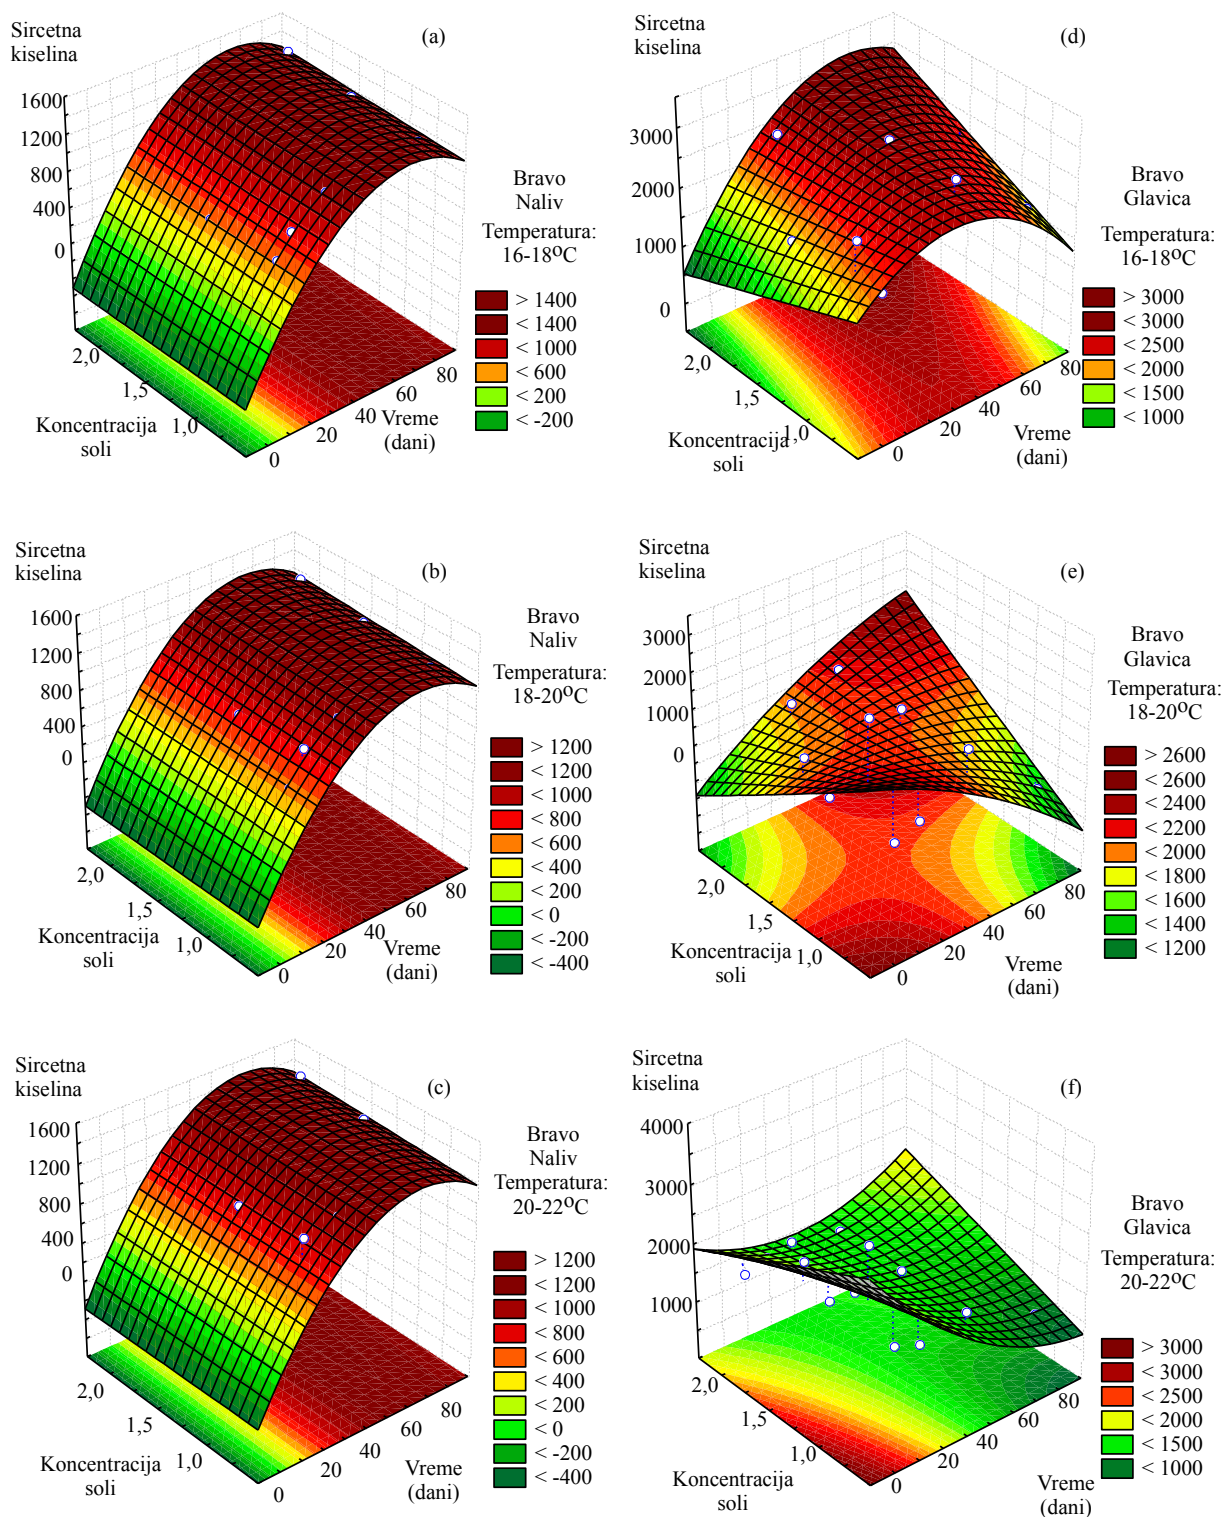 Sircetna
kiselina
(a)
1600
1200
800
400
0
2,0
1,5
1,0
Koncentracija
soli
0
20
40
60
80
Vreme
(dani)
Bravo
Naliv
Temperatura:
16-18ºC
> 1400
< 1400
< 1000
< 600
< 200
< -200
(d)
3000
2000
1000
0
2,0
1,5
1,0
Koncentracija
soli
0
20
40
60
80
Vreme
(dani)
Bravo
Glavica
Temperatura:
16-18ºC
> 3000
< 3000
< 2500
< 2000
< 1500
< 1000
Sircetna
kiselina
Sircetna
kiselina
(b)
1600
1200
800
400
0
2,0
1,5
1,0
Koncentracija
soli
0
20
40
60
80
Vreme
(dani)
Bravo
Naliv
Temperatura:
18-20ºC
> 1200
< 1200
< 1000
< 800
< 600
< 400
< 200
< 0
< -200
< -400
Sircetna
kiselina
(e)
3000
2000
1000
0
2,0
1,5
1,0
Koncentracija
soli
0
20
40
60
80
Vreme
(dani)
Bravo
Glavica
Temperatura:
18-20ºC
> 2600
< 2600
< 2400
< 2200
< 2000
< 1800
< 1600
< 1400
< 1200
Sircetna
kiselina
(c)
1600
1200
800
400
0
2,0
1,5
1,0
Koncentracija
soli
0
20
40
60
80
Vreme
(dani)
Bravo
Naliv
Temperatura:
20-22ºC
> 1200
< 1200
< 1000
< 800
< 600
< 400
< 200
< 0
< -200
< -400
Sircetna
kiselina
(f)
4000
3000
2000
1000
2,0
1,5
1,0
Koncentracija
soli
0
20
40
60
80
Vreme
(dani)
Bravo
Glavica
Temperatura:
20-22ºC
> 3000
< 3000
< 2500
< 2000
< 1500
< 1000